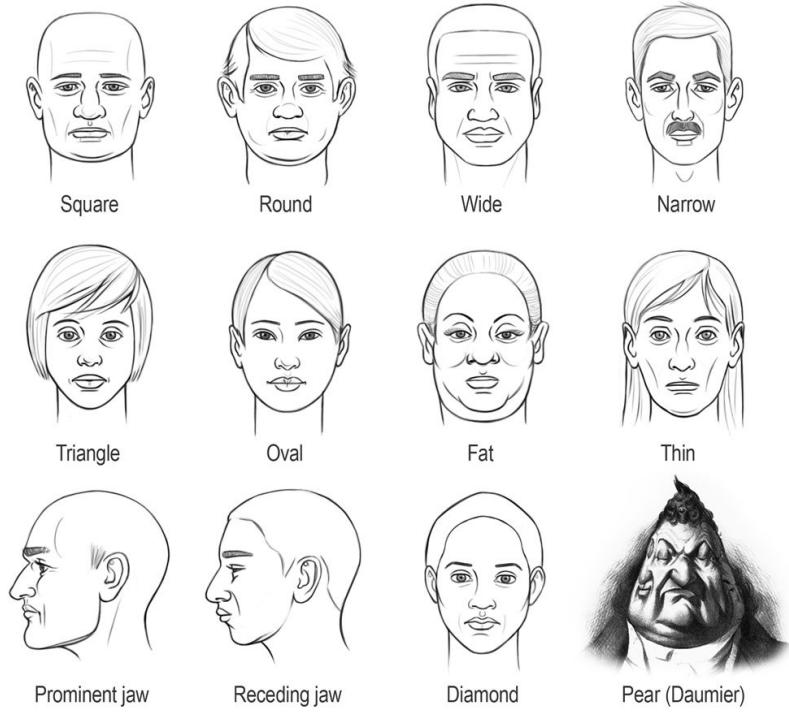 Square
Round
Wide
Narrow
Triangle
Oval
Fat
Thin
Prominent jaw
Receding jaw
Diamond
Pear (Daumier)